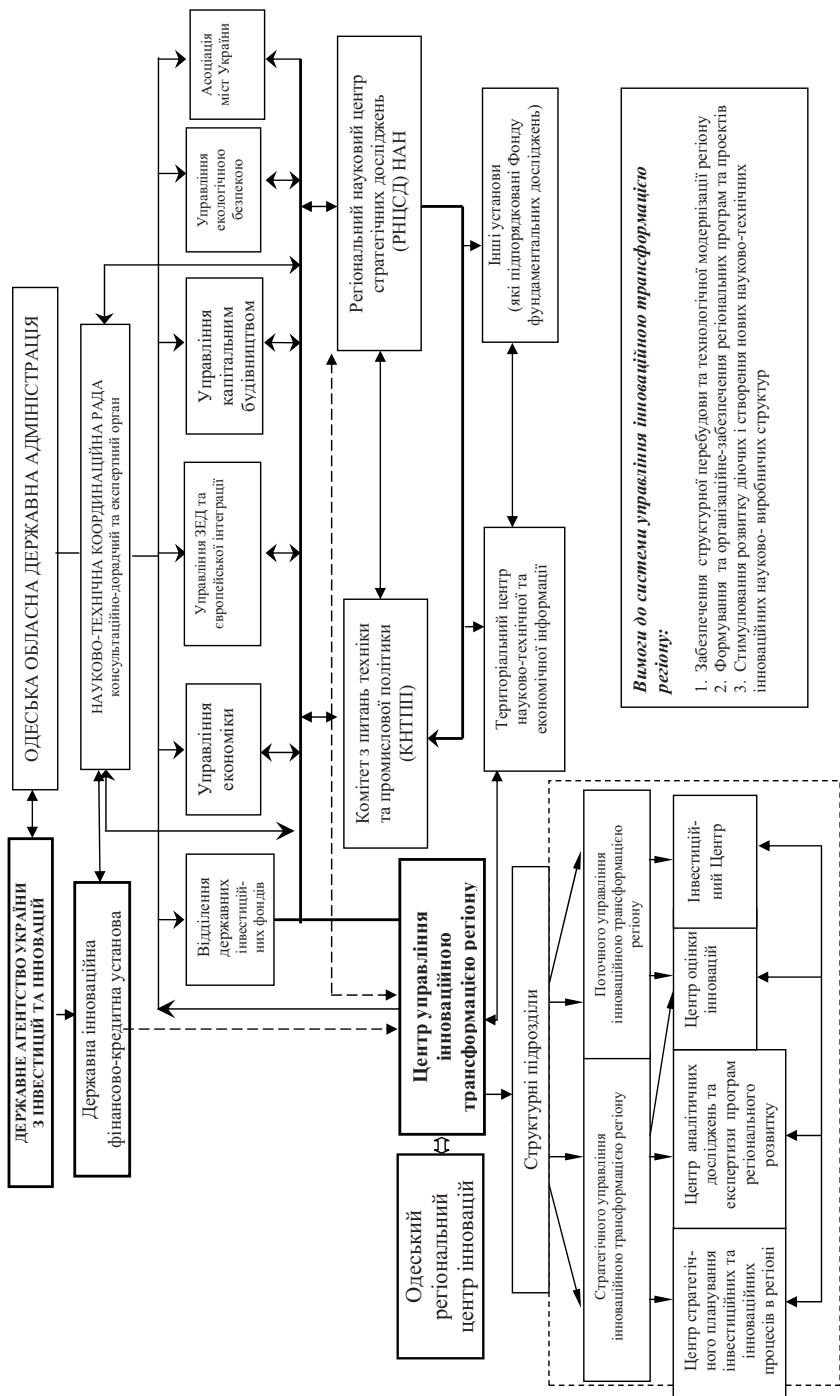 ДЕРЖАВНЕ АГЕНТСТВО УКРАЇНИ
З ІНВЕСТИЦІЙ ТА ІННОВАЦІЙ
ОДЕСЬКА ОБЛАСНА ДЕРЖАВНА АДМІНІСТРАЦІЯ
Державна інноваційна
фінансово-кредитна установа
НАУКОВО-ТЕХНІЧНА КООРДИНАЦІЙНА РАДА
консультаційно-дорадчий та експертний орган
Відділення
державних
інвестицій-
них фондів
Управління
економіки
Управління ЗЕД та
європейської інтеграції
Управління
капітальним
будівництвом
Управління
екологічною
безпекою
Асоціація
міст України
Одеський
регіональний
центр інновацій
Центр управління
інноваційною
трансформацією регіону
Комітет з питань техніки
та промислової політики
(КНТПП)
Регіональний науковий центр
стратегічних досліджень
(РНЦСД) НАН
Структурні підрозділи
Територіальний центр
науково-технічної та
економічної інформації
Інші установи
(які підпорядковані Фонду
фундаментальних досліджень)
Стратегічного управління
інноваційною трансформацією регіону
Поточного управління
інноваційною трансформацією
регіону
Центр стратегіч-
ного планування
інвестиційних та
інноваційних
процесів в регіоні
Центр аналітичних
досліджень та
експертизи програм
регіонального
розвитку
Центр оцінки
інновацій
Інвестицій-
ний Центр
Вимоги до системи управління інноваційною трансформацією
регіону:
1. Забезпечення структурної перебудови та технологічної модернізації регіону
2. Формування та організаційне-забезпечення регіональних програм та проектів
3. Стимулювання розвитку діючих і створення нових науково-технічних
інноваційних науково- виробничих структур